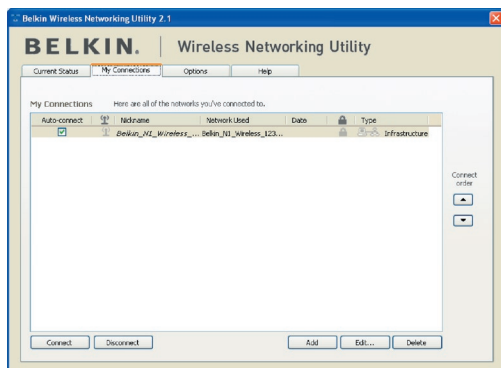 Belkin Wireless Networking Utility 2.1
BELKIN. Wireless Networking Utility
Current Status My Connections Options Help
My Connections Here are all of the networks you've connected to.
Auto-connect Nickname Network Used Date Type
Belkin_N1_Wireless_... Belkin_N1_Wireless_123... Infrastructure
Connect order
Connect Disconnect Add Edit... Delete